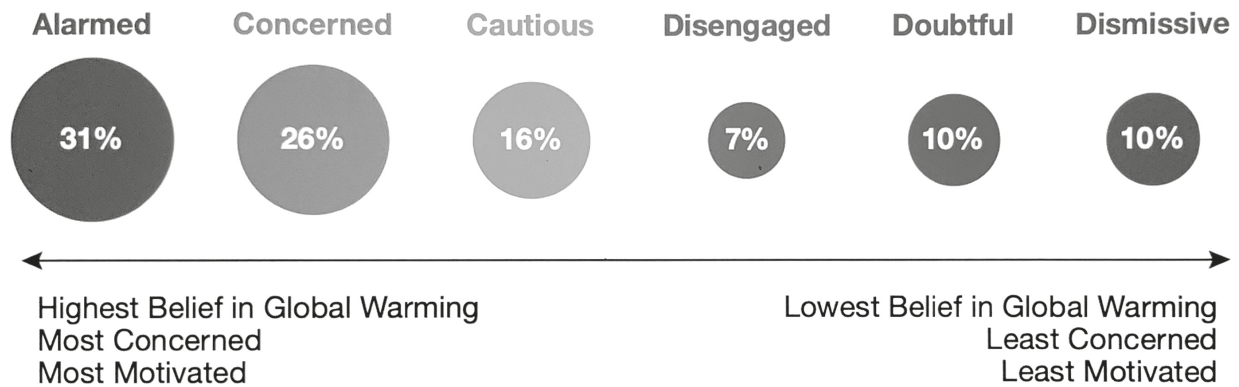 Alarmed Concerned Cautious Disengaged Doubtful Dismissive
31% 26% 16% 7% 10% 10%
Highest Belief in Global Warming
Most Concerned
Most Motivated
Lowest Belief in Global Warming
Least Concerned
Least Motivated